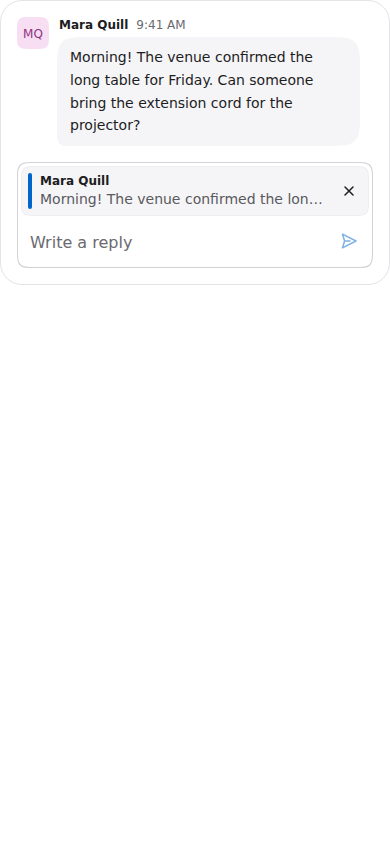 MQ
Mara Quill 9:41 AM
Morning! The venue confirmed the
long table for Friday. Can someone
bring the extension cord for the
projector?
Mara Quill
Morning! The venue confirmed the lon…
Write a reply